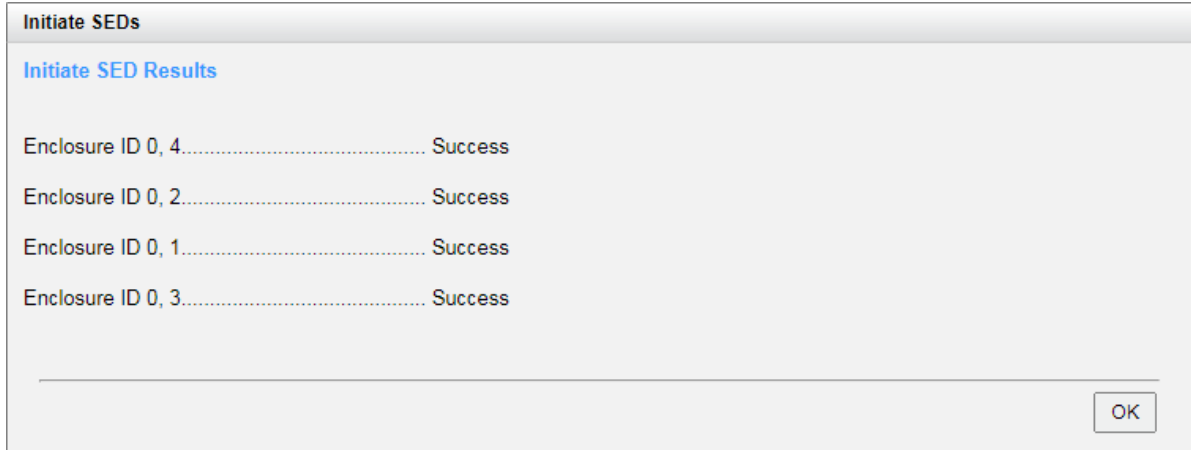 Initiate SEDs
Initiate SED Results
Enclosure ID 0, 4............................................ Success
Enclosure ID 0, 2............................................ Success
Enclosure ID 0, 1............................................ Success
Enclosure ID 0, 3............................................ Success
OK